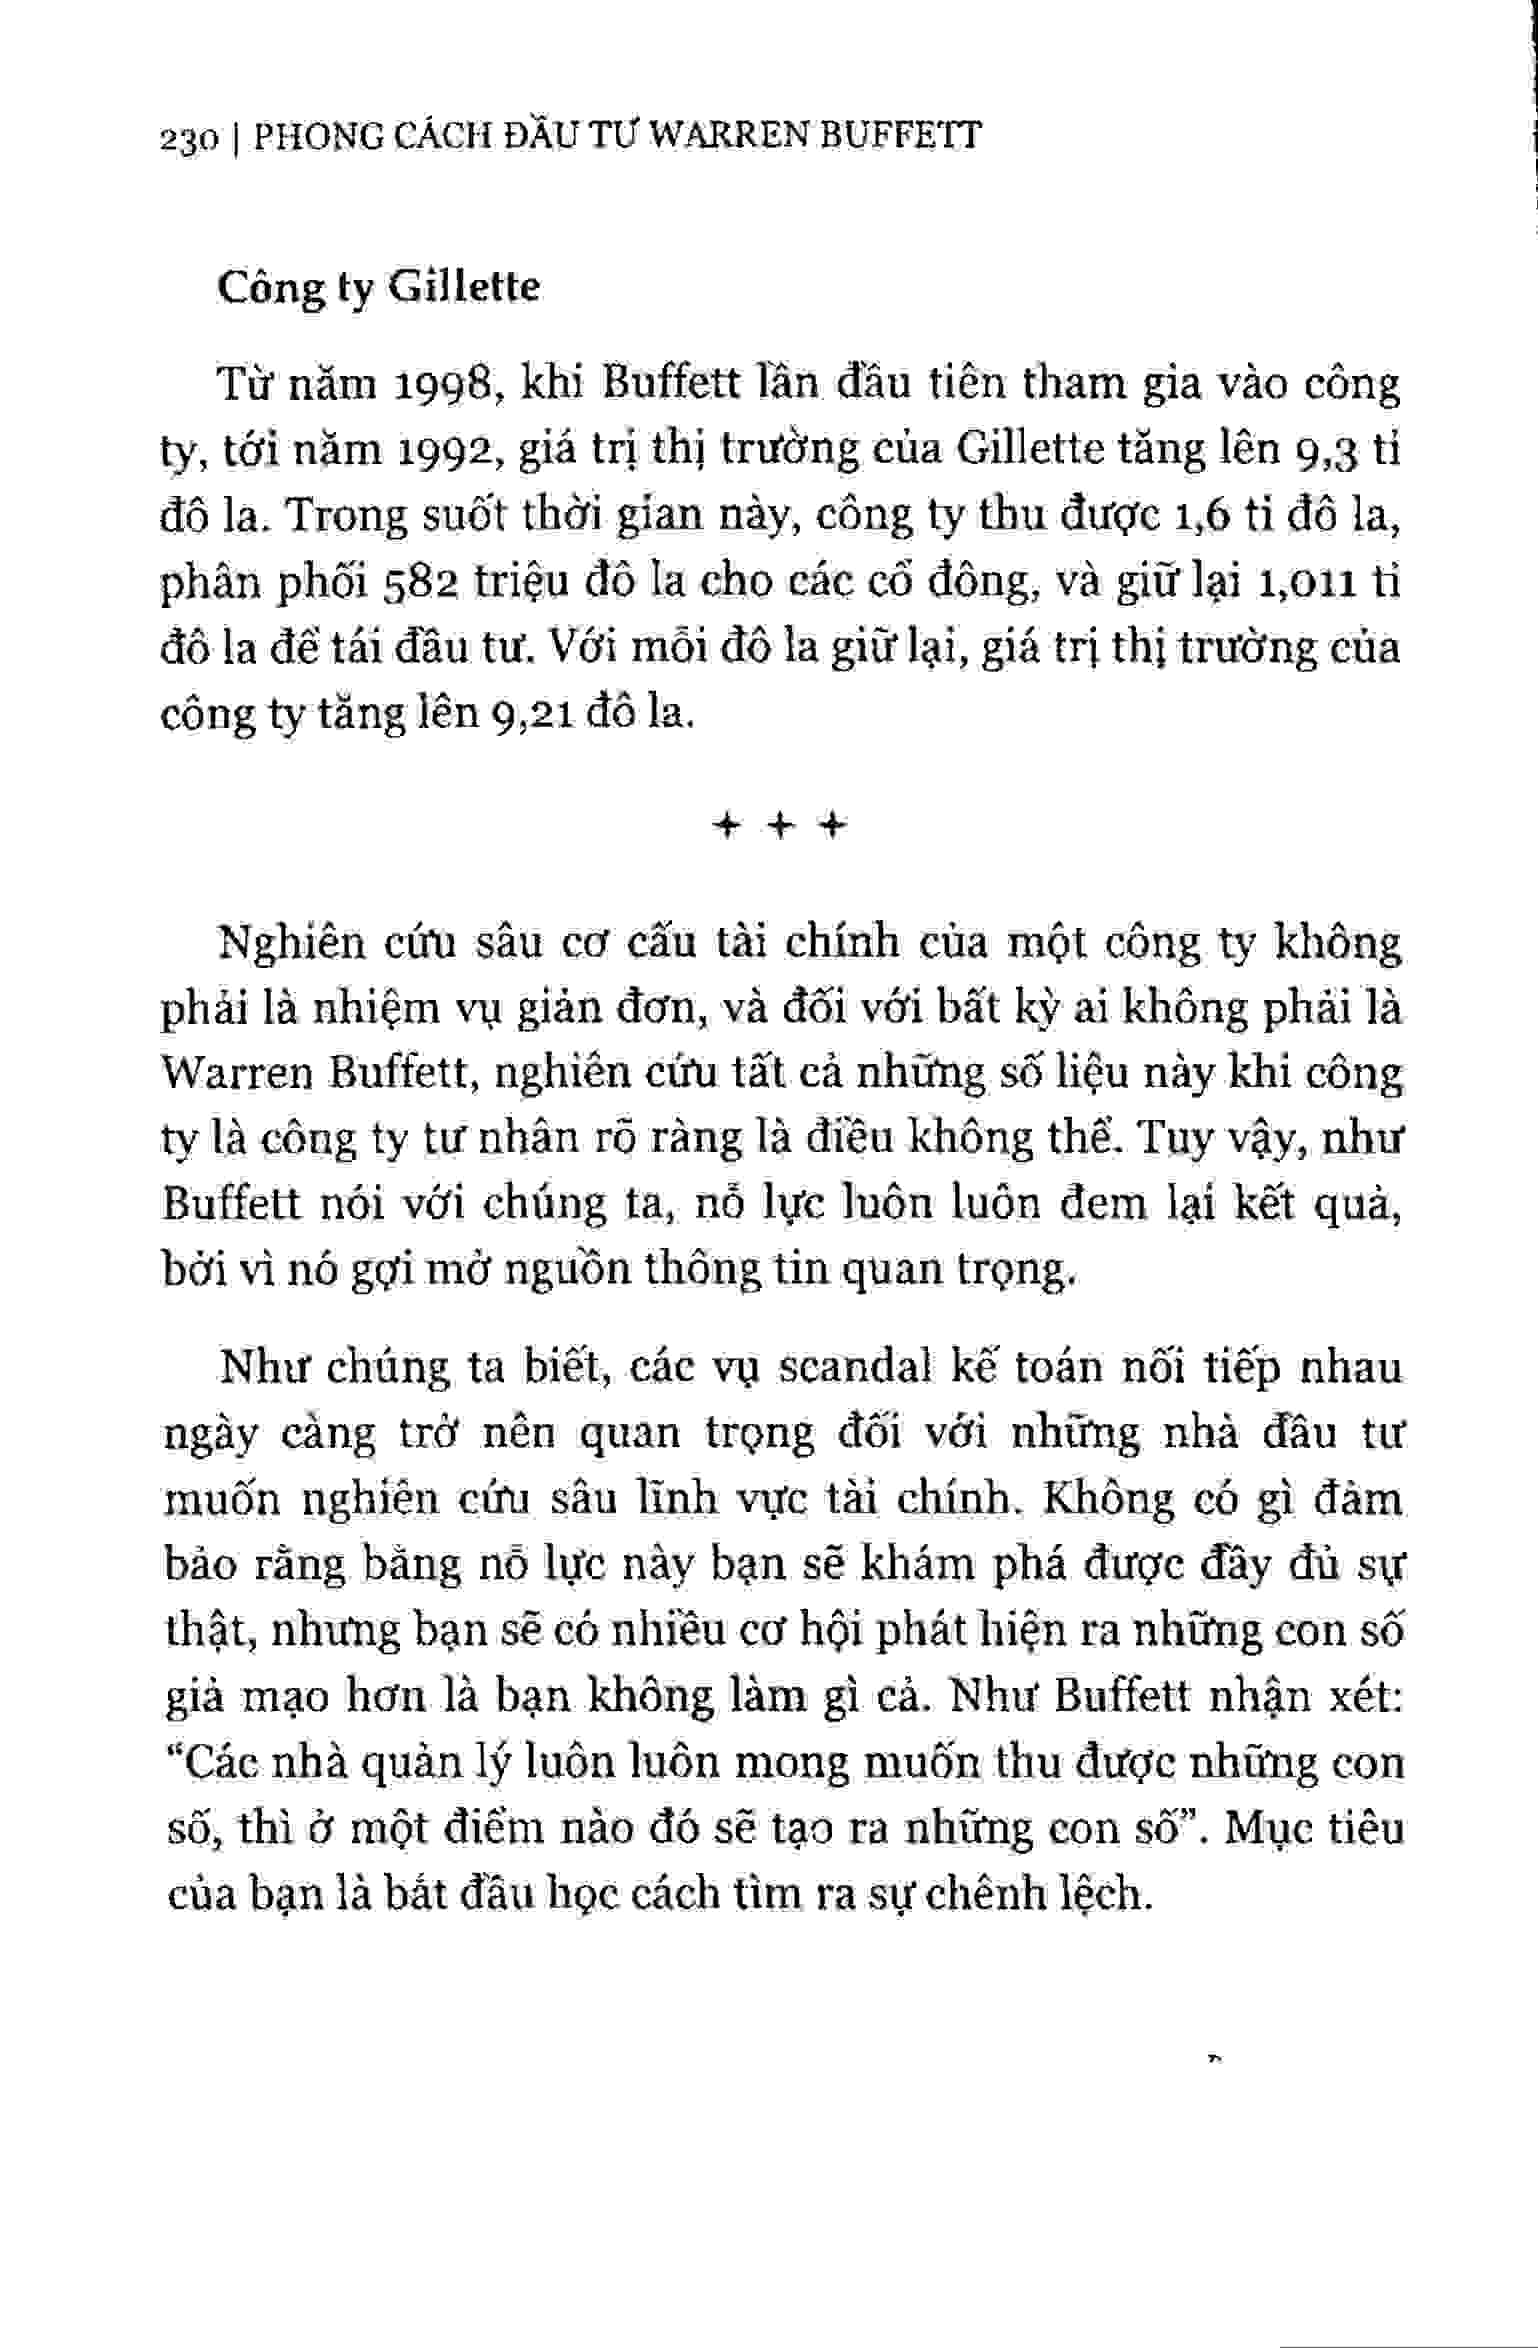 230 | PHONG CÁCH ĐẦU TƯ WARREN BUFFETT
Công ty Gillette
Từ năm 1998, khi Buffett lần đầu tiên tham gia vào công
ty, tới năm 1992, giá trị thị trường của Gillette tăng lên 9,3 tỉ
đô la. Trong suốt thời gian này, công ty thu được 1,6 tỉ đô la,
phân phối 582 triệu đô la cho các cổ đông, và giữ lại 1,011 tỉ
đô la để tái đầu tư. Với mỗi đô la giữ lại, giá trị thị trường của
công ty tăng lên 9,21 đô la.
Nghiên cứu sâu cơ cấu tài chính của một công ty không
phải là nhiệm vụ giản đơn, và đối với bất kỳ ai không phải là
Warren Buffett, nghiên cứu tất cả những số liệu này khi công
ty là công ty tư nhân rõ ràng là điều không thể. Tuy vậy, như
Buffett nói với chúng ta, nỗ lực luôn luôn đem lại kết quả,
bởi vì nó gợi mở nguồn thông tin quan trọng.
Như chúng ta biết, các vụ scandal kế toán nối tiếp nhau
ngày càng trở nên quan trọng đối với những nhà đầu tư
muốn nghiên cứu sâu lĩnh vực tài chính. Không có gì đảm
bảo rằng bằng nỗ lực này bạn sẽ khám phá được đầy đủ sự
thật, nhưng bạn sẽ có nhiều cơ hội phát hiện ra những con số
giả mạo hơn là bạn không làm gì cả. Như Buffett nhận xét:
“Các nhà quản lý luôn luôn mong muốn thu được những con
số, thì ở một điểm nào đó sẽ tạo ra những con số”. Mục tiêu
của bạn là bắt đầu học cách tìm ra sự chênh lệch.